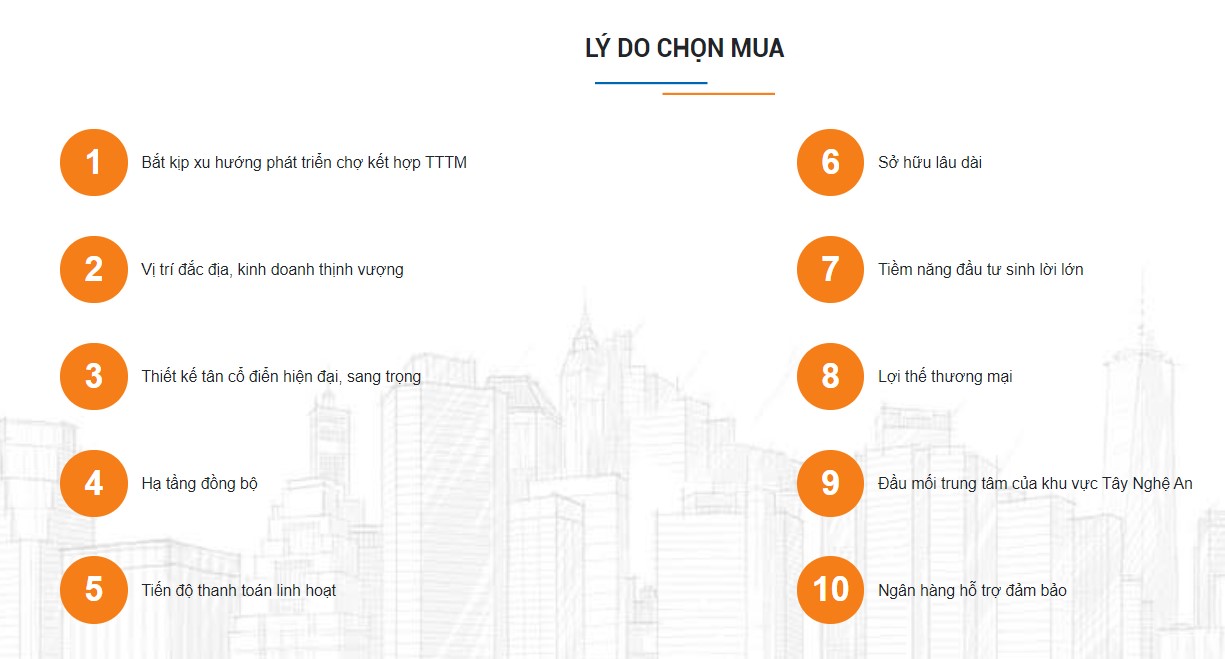 LÝ DO CHỌN MUA
1 Bắt kịp xu hướng phát triển chợ kết hợp TTTM
2 Vị trí đắc địa, kinh doanh thịnh vượng
3 Thiết kế tân cổ điển hiện đại, sang trọng
4 Hạ tầng đồng bộ
5 Tiến độ thanh toán linh hoạt
6 Sở hữu lâu dài
7 Tiềm năng đầu tư sinh lời lớn
8 Lợi thế thương mại
9 Đầu mối trung tâm của khu vực Tây Nghệ An
10 Ngân hàng hỗ trợ đảm bảo